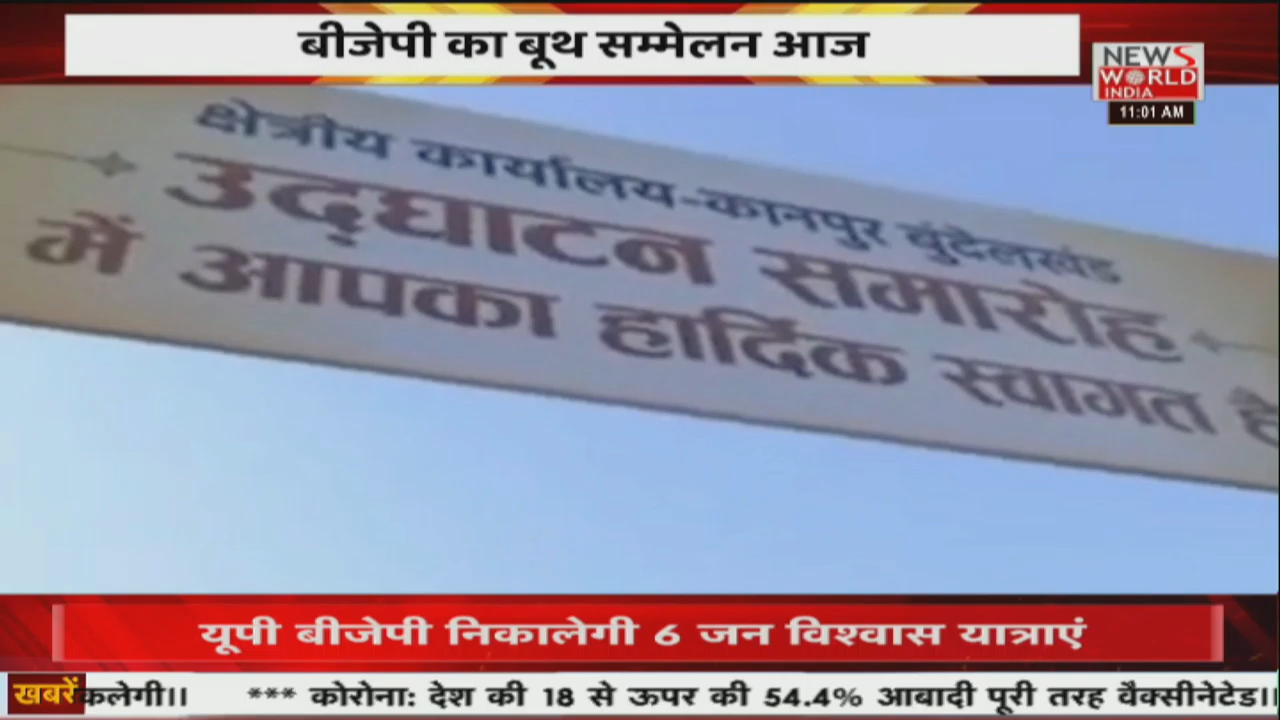 बीजेपी का बूथ सम्मेलन आज
NEWS
WORLD
INDIA
11:01 AM
क्षेत्रीय कार्यालय-कानपुर बुंदेलखंड
उद्घाटन समारोह
में आपका हार्दिक स्वागत है
यूपी बीजेपी निकालेगी 6 जन विश्वास यात्राएं
खबरें कलेगी।। *** कोरोना: देश की 18 से ऊपर की 54.4% आबादी पूरी तरह वैक्सीनेटेड।।